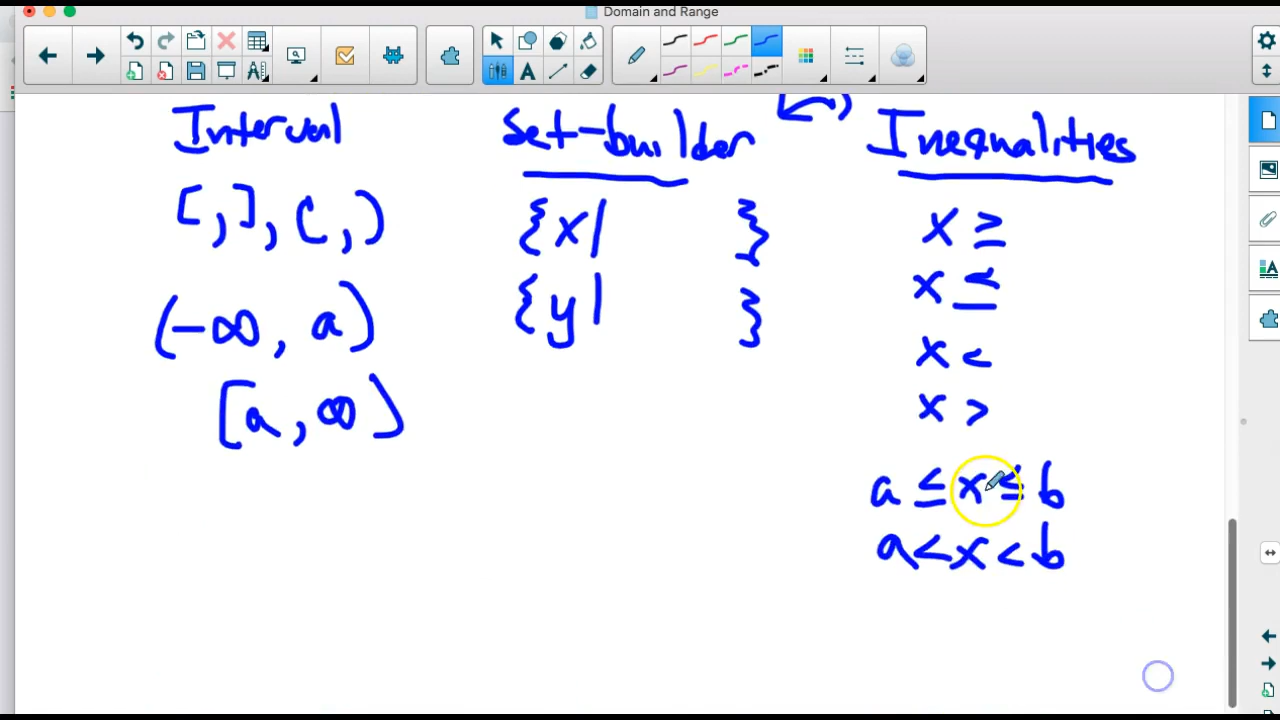 Domain and Range
Interval
[,], (,)
(-∞, a)
[a, ∞)
Set-builder
{x| }
{y| }
Inequalities
x ≥
x ≤
x <
x >
a ≤ x ≤ b
a < x < b